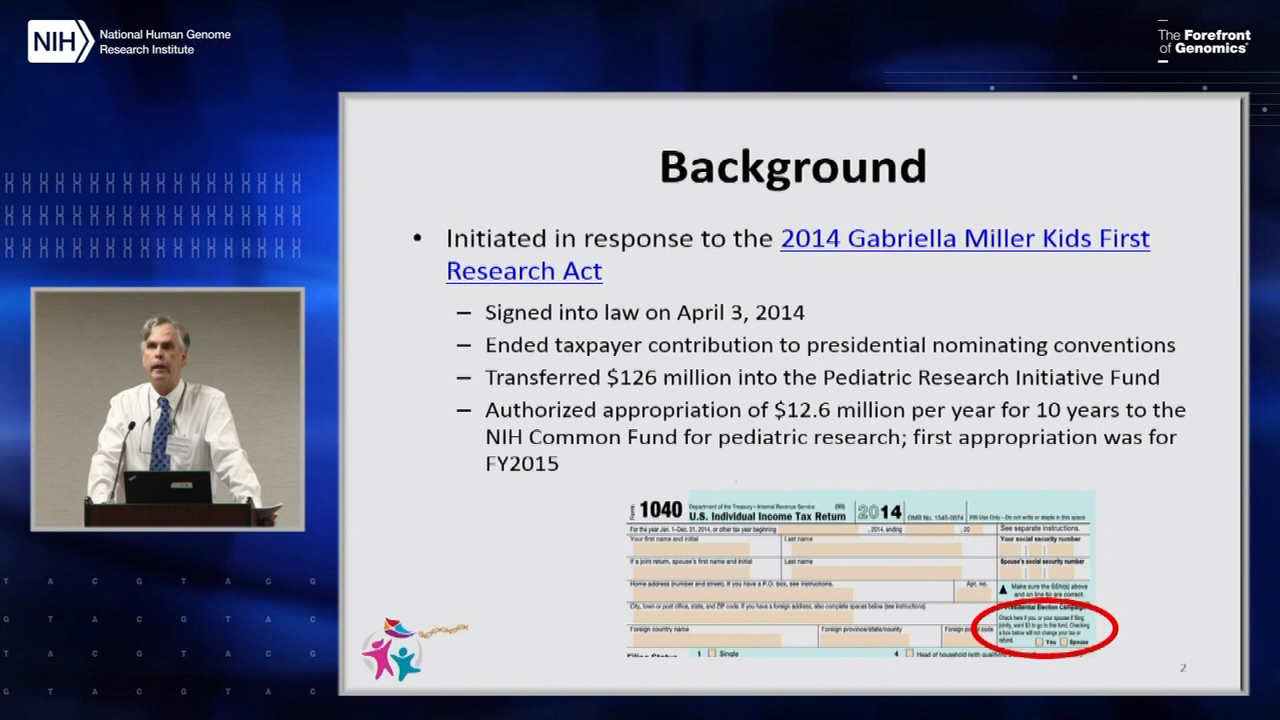 NIH
National Human Genome
Research Institute
The Forefront
of Genomics®
Background
• Initiated in response to the 2014 Gabriella Miller Kids First
Research Act
– Signed into law on April 3, 2014
– Ended taxpayer contribution to presidential nominating conventions
– Transferred $126 million into the Pediatric Research Initiative Fund
– Authorized appropriation of $12.6 million per year for 10 years to the
NIH Common Fund for pediatric research; first appropriation was for
FY2015
Form 1040
Department of the Treasury—Internal Revenue Service (99)
U.S. Individual Income Tax Return
2014
OMB No. 1545-0074
IRS Use Only—Do not write or staple in this space.
For the year Jan. 1–Dec. 31, 2014, or other tax year beginning , 2014, ending , 20
See separate instructions.
Your first name and initial
Last name
Your social security number
If a joint return, spouse's first name and initial
Last name
Spouse's social security number
Home address (number and street). If you have a P.O. box, see instructions.
Apt. no.
▲ Make sure the SSN(s) above
and on line 6c are correct.
City, town or post office, state, and ZIP code. If you have a foreign address, also complete spaces below (see instructions).
Presidential Election Campaign
Check here if you, or your spouse if filing
jointly, want $3 to go to this fund. Checking
a box below will not change your tax or
refund. You Spouse
Foreign country name
Foreign province/state/county
Foreign postal code
Filing Status
1 Single
4 Head of household (with
2
T A C G T A C G
G T A C G T A C
T A C G T A C G
G T A C G T A C